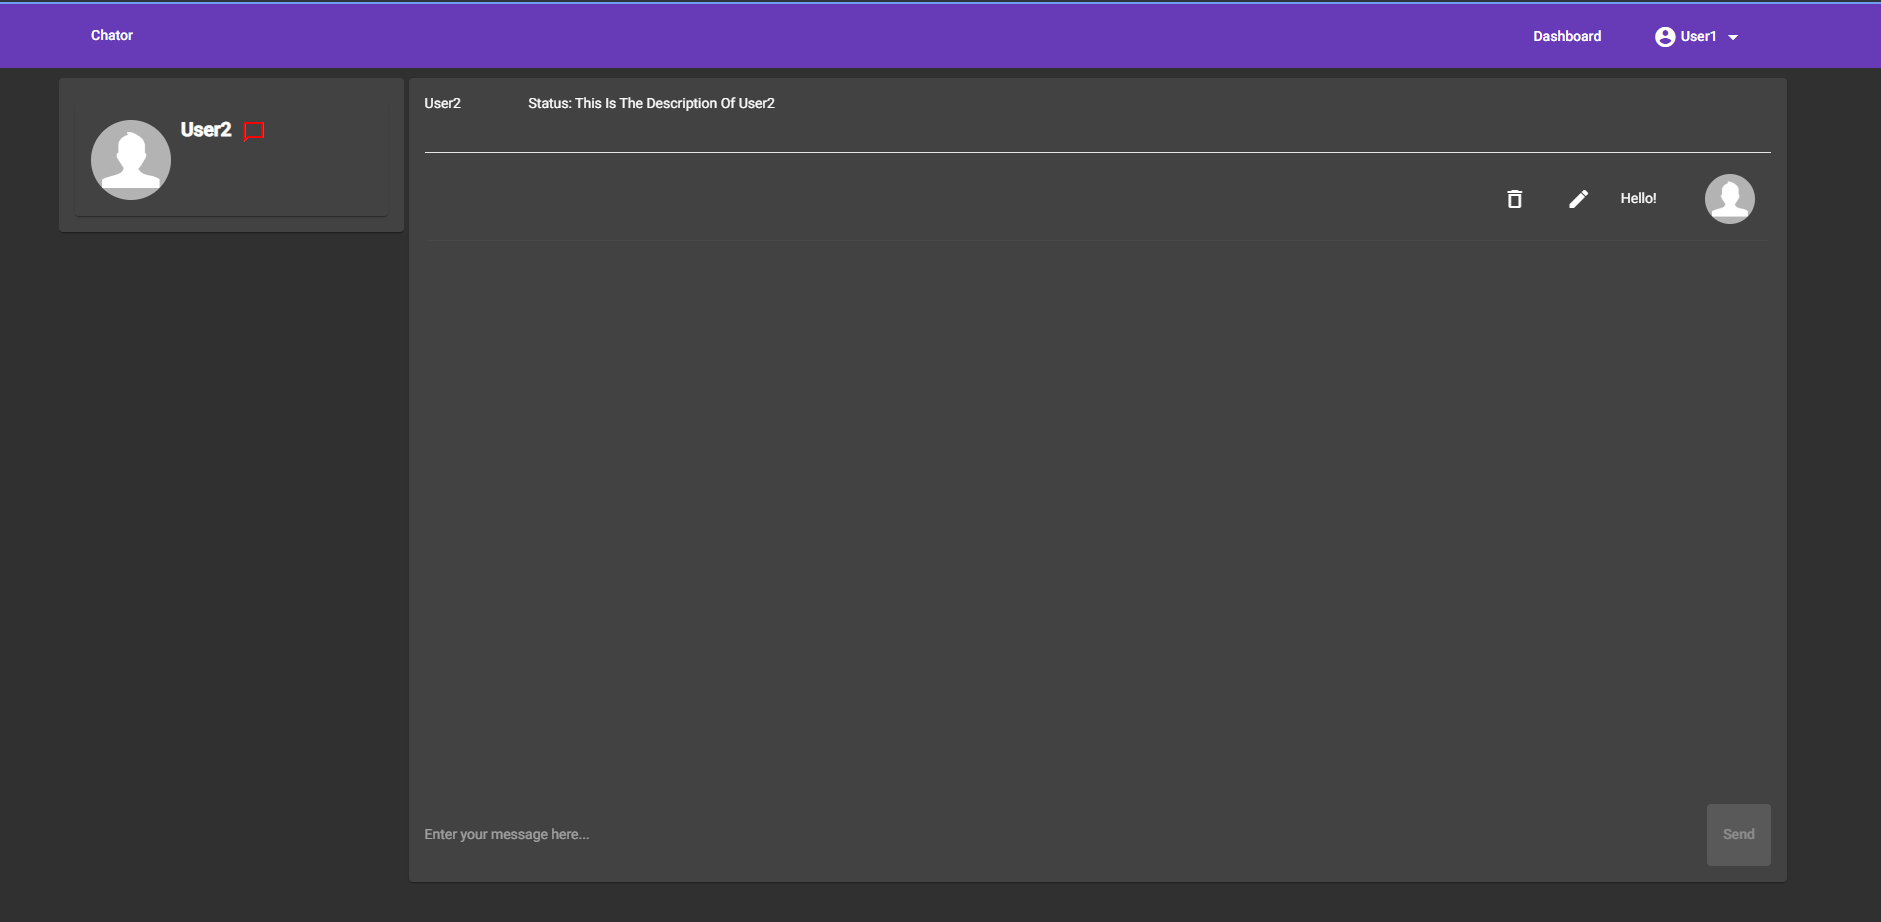 Chator
Dashboard
User1
User2
User2
Status: This Is The Description Of User2
Hello!
Enter your message here...
Send